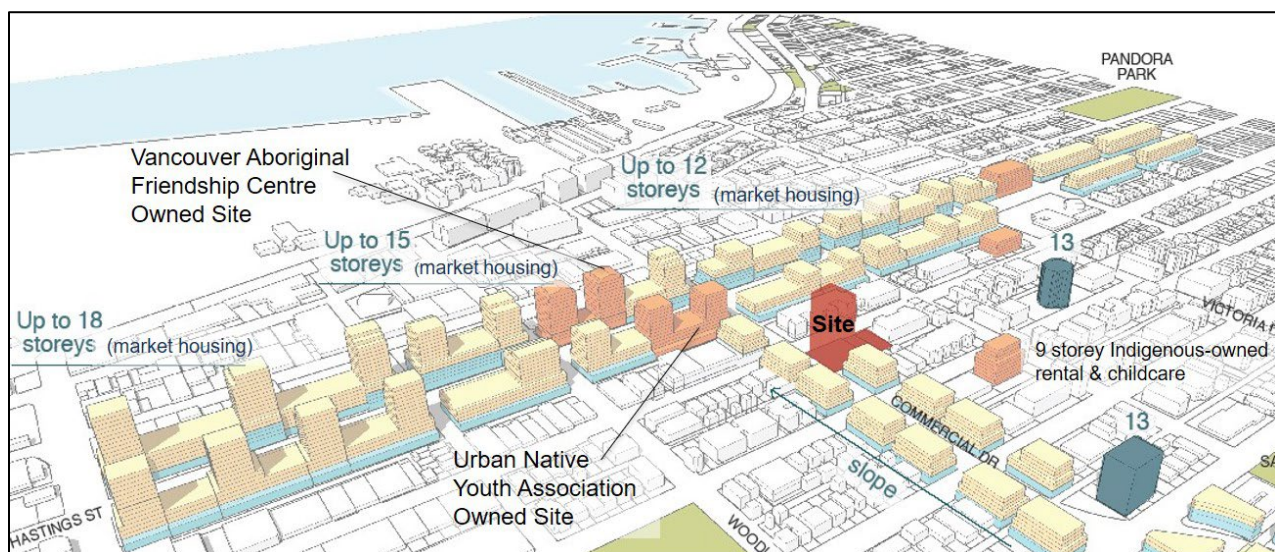 PANDORA
PARK
Vancouver Aboriginal
Friendship Centre
Owned Site
Up to 12
storeys (market housing)
Up to 15
storeys (market housing)
13
Up to 18
storeys (market housing)
Site
VICTORIA
9 storey Indigenous-owned
rental & childcare
COMMERCIAL DR
13
slope
Urban Native
Youth Association
Owned Site
HASTINGS ST